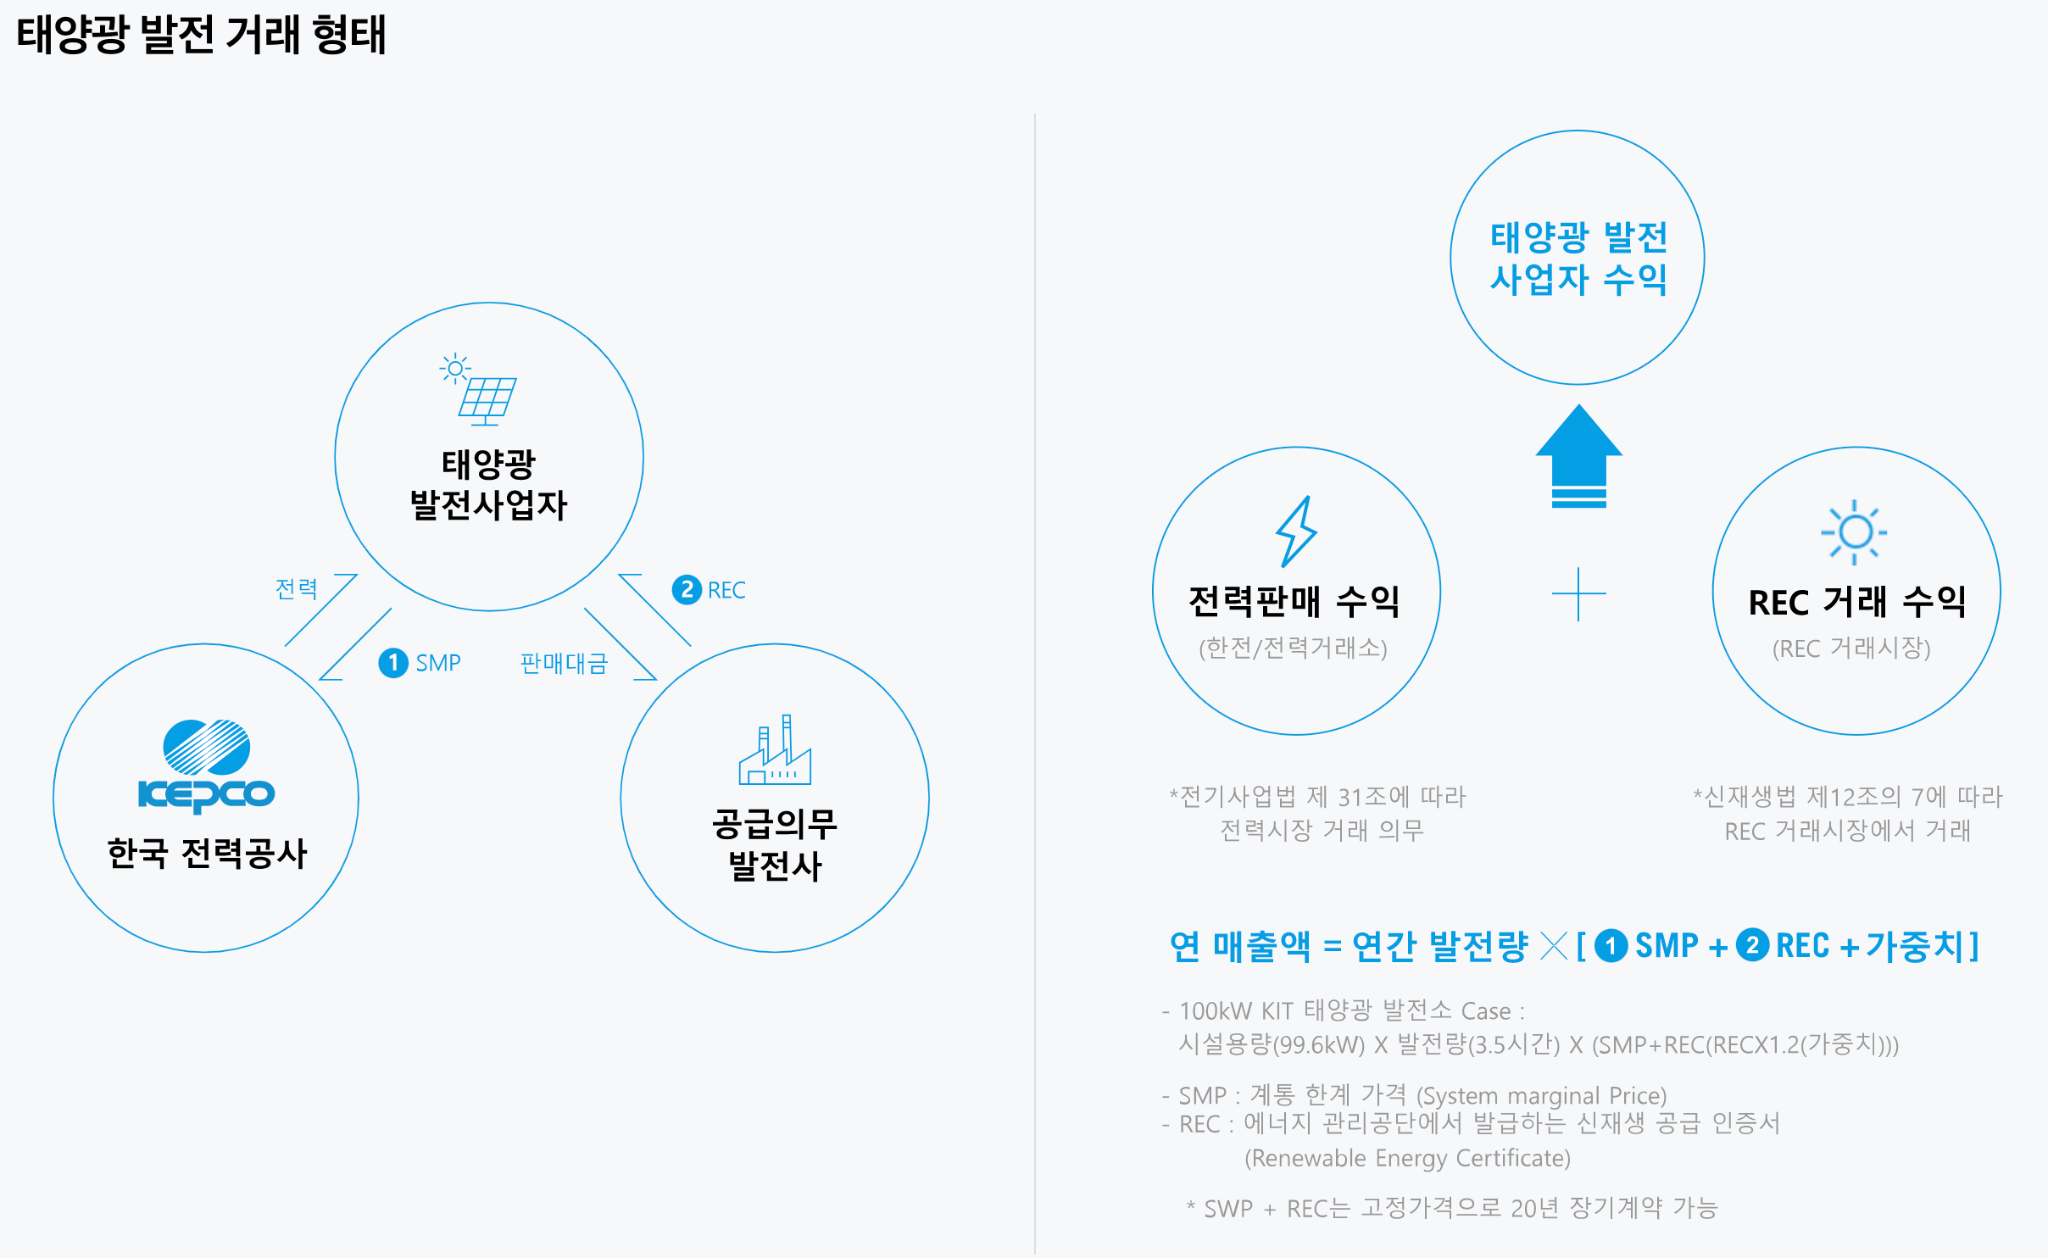 태양광 발전 거래 형태
태양광
발전사업자
전력
❶ SMP
판매대금
❷ REC
KEPCO
한국 전력공사
공급의무
발전사
태양광 발전
사업자 수익
전력판매 수익
(한전/전력거래소)
REC 거래 수익
(REC 거래시장)
*전기사업법 제 31조에 따라
전력시장 거래 의무
*신재생법 제12조의 7에 따라
REC 거래시장에서 거래
연 매출액 = 연간 발전량 × [ ❶ SMP + ❷ REC + 가중치 ]
- 100kW KIT 태양광 발전소 Case :
시설용량(99.6kW) X 발전량(3.5시간) X (SMP+REC(RECX1.2(가중치)))
- SMP : 계통 한계 가격 (System marginal Price)
- REC : 에너지 관리공단에서 발급하는 신재생 공급 인증서
(Renewable Energy Certificate)
* SWP + REC는 고정가격으로 20년 장기계약 가능